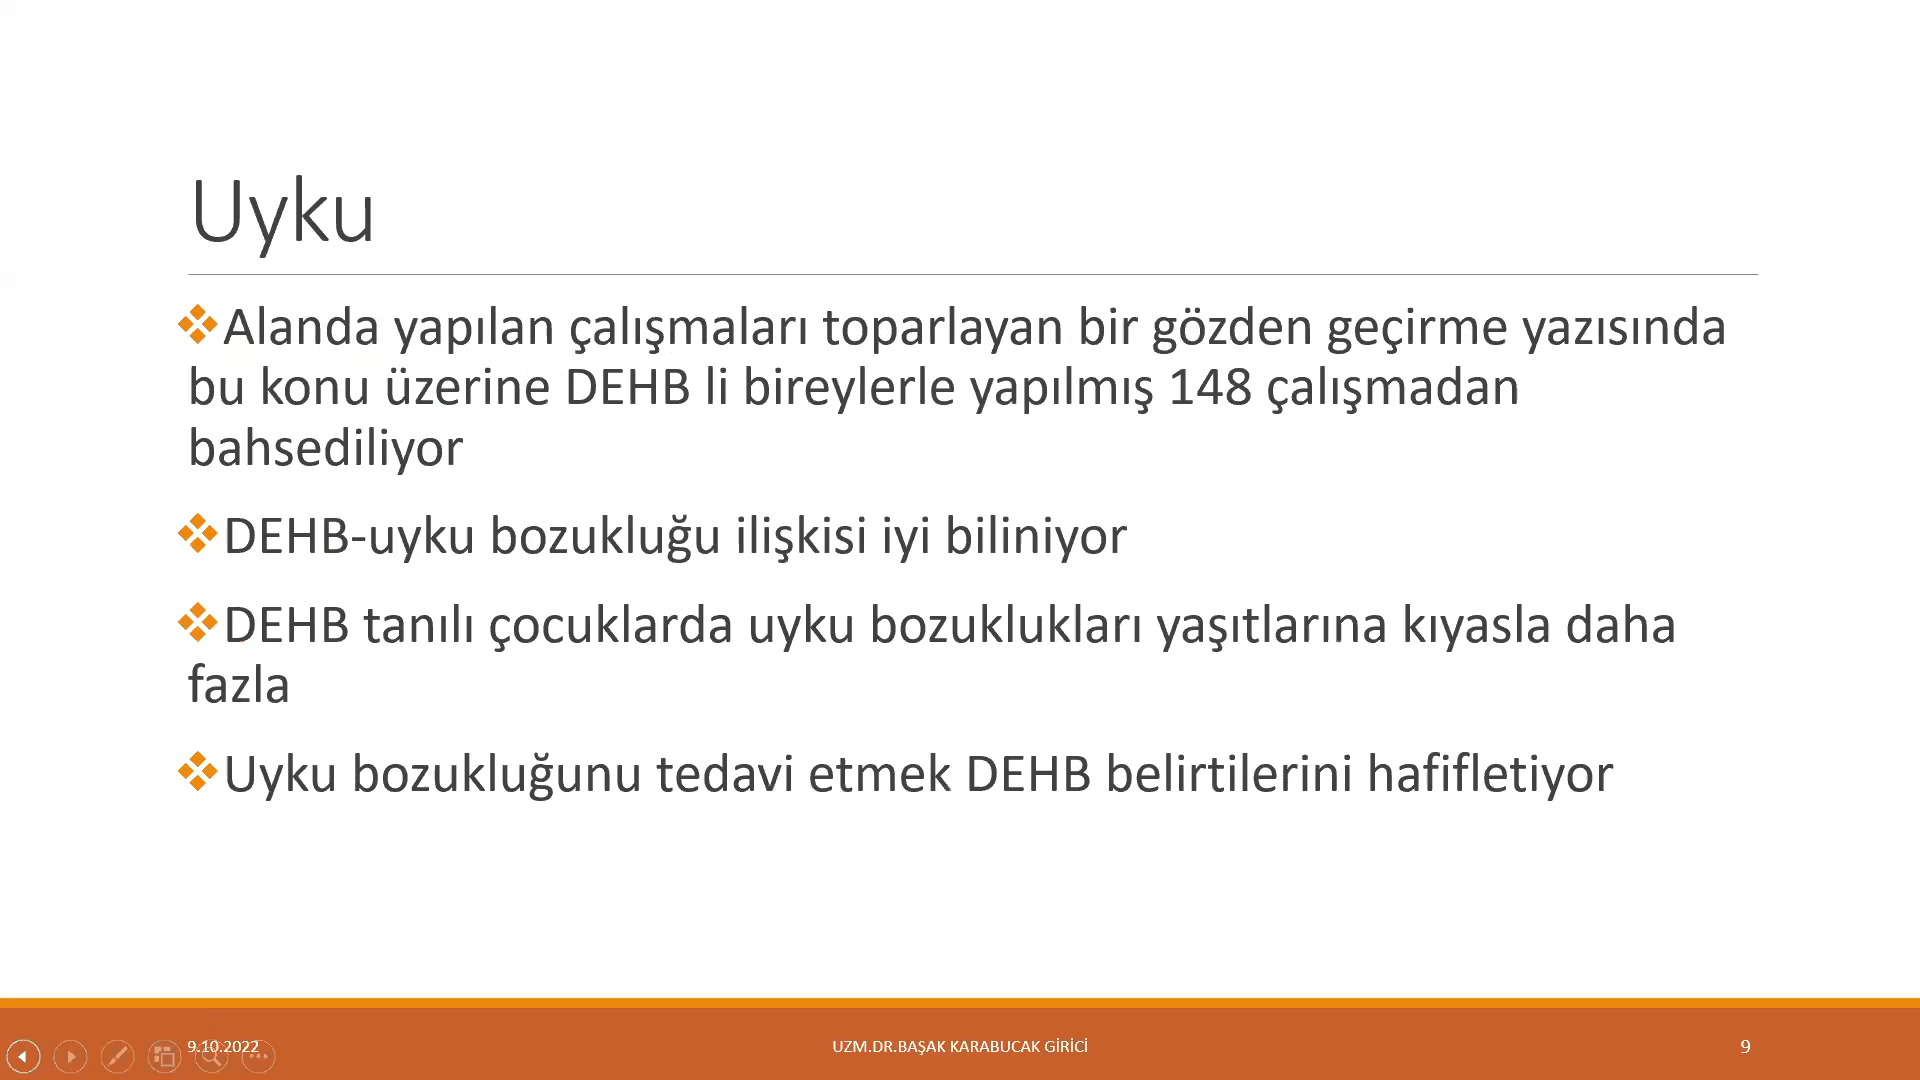 Uyku
Alanda yapılan çalışmaları toparlayan bir gözden geçirme yazısında
bu konu üzerine DEHB li bireylerle yapılmış 148 çalışmadan
bahsediliyor
DEHB-uyku bozukluğu ilişkisi iyi biliniyor
DEHB tanılı çocuklarda uyku bozuklukları yaşıtlarına kıyasla daha
fazla
Uyku bozukluğunu tedavi etmek DEHB belirtilerini hafifletiyor
9.10.2022
UZM.DR.BAŞAK KARABUCAK GİRİCİ
9